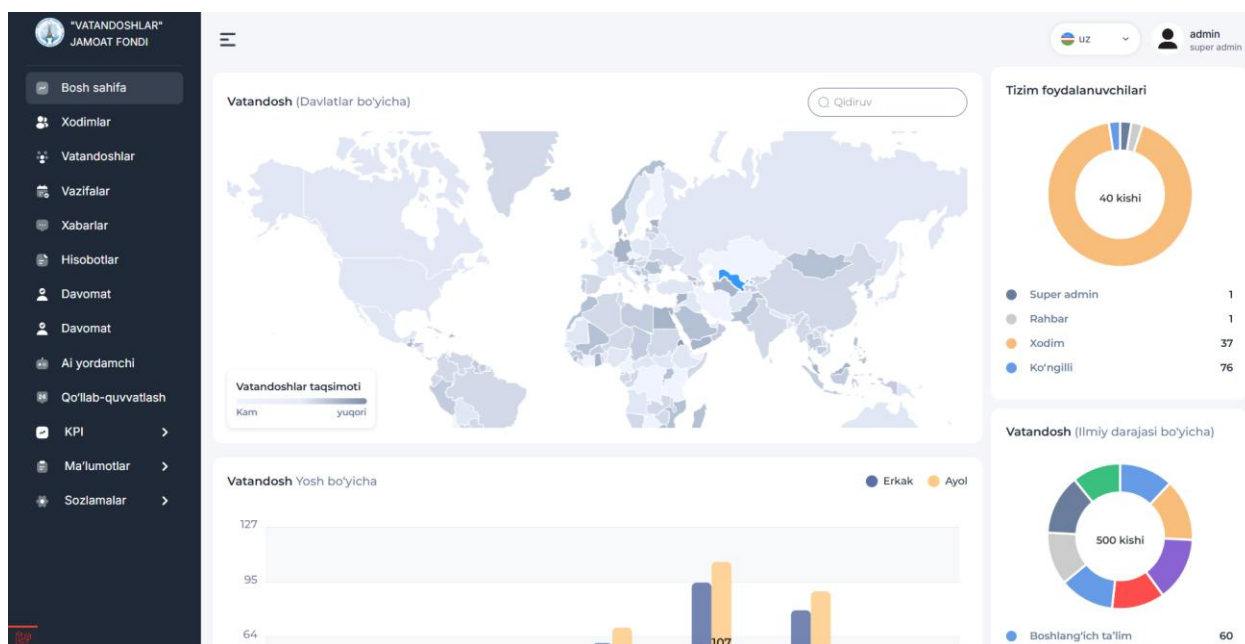 "VATANDOSHLAR"
JAMOAT FONDI
Bosh sahifa
Xodimlar
Vatandoshlar
Vazifalar
Xabarlar
Hisobotlar
Davomat
Davomat
Ai yordamchi
Qo'llab-quvvatlash
KPI
Ma'lumotlar
Sozlamalar
uz
admin
super admin
Vatandosh (Davlatlar bo'yicha)
Qidiruv
Vatandoshlar taqsimoti
Kam yuqori
Vatandosh Yosh bo'yicha
Erkak Ayol
127
95
64
107
Tizim foydalanuvchilari
40 kishi
Super admin 1
Rahbar 1
Xodim 37
Ko'ngilli 76
Vatandosh (Ilmiy darajasi bo'yicha)
500 kishi
Boshlang'ich ta'lim 60